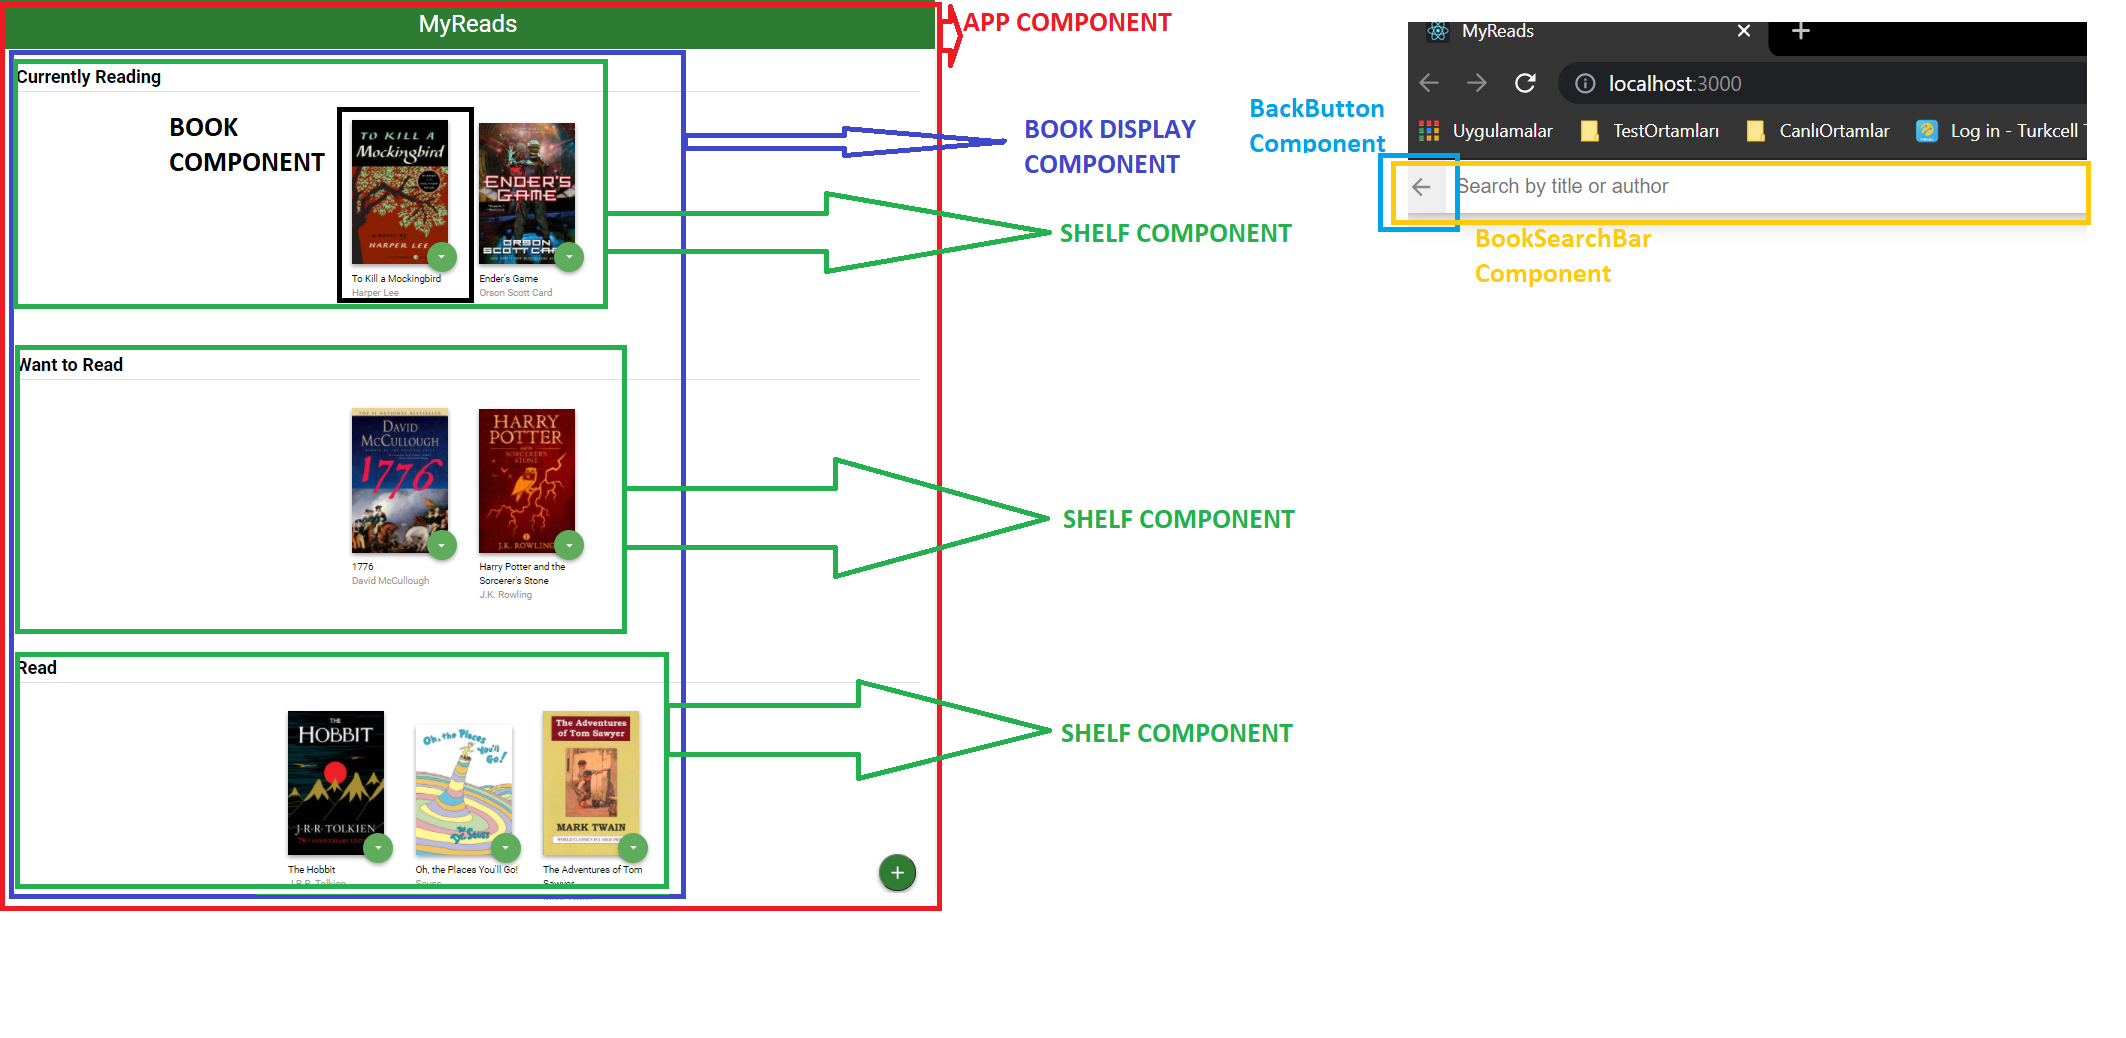 MyReads
APP COMPONENT
Currently Reading
BOOK
COMPONENT
TO KILL A
Mockingbird
HARPER LEE
ENDER'S
GAME
ORSON
SCOTT CAR
To Kill a Mockingbird
Harper Lee
Ender's Game
Orson Scott Card
BOOK DISPLAY
COMPONENT
SHELF COMPONENT
Want to Read
DAVID
McCULLOUGH
1776
HARRY
POTTER
SORCERER'S
STONE
J.K. ROWLING
1776
David McCullough
Harry Potter and the
Sorcerer's Stone
J.K. Rowling
SHELF COMPONENT
Read
THE
HOBBIT
J.R.R. TOLKIEN
Oh, the Places
You'll
Go!
Dr. Seuss
The Adventures
of Tom Sawyer
MARK TWAIN
The Hobbit
J.R.R. Tolkien
Oh, the Places You'll Go!
Seuss
The Adventures of Tom
Sawyer
SHELF COMPONENT
+
MyReads
localhost:3000
Uygulamalar
TestOrtamları
CanlıOrtamlar
Log in - Turkcell
BackButton
Component
Search by title or author
BookSearchBar
Component